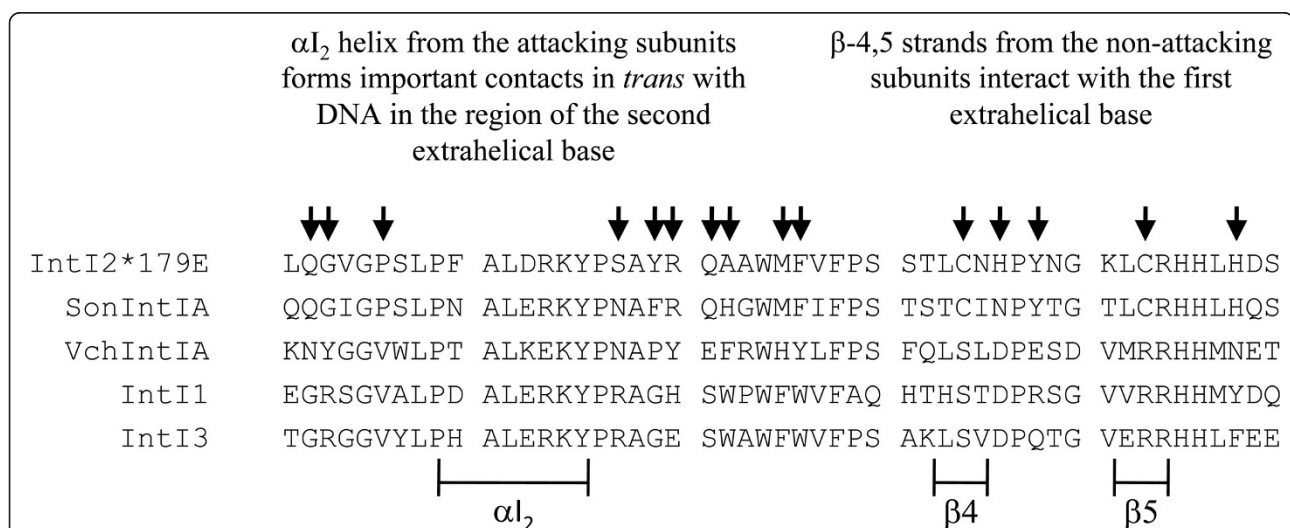 αI₂ helix from the attacking subunits
forms important contacts in trans with
DNA in the region of the second
extrahelical base
β-4,5 strands from the non-attacking
subunits interact with the first
extrahelical base
IntI2*179E LQGVGPSLPF ALDRKYPSAYR QAAWMFVFPS STLCNHPYNG KLCRHHLHDS
SonIntIA QQGIGPSLPN ALERKYPNAFR QHGWMFIFPS TSTCINPYTG TLCRHHLHQS
VchIntIA KNYGGVWLPT ALKEKYPNAPY EFRWHYLFPS FQLSLDPESD VMRRHHMNET
IntI1 EGRSGVALPD ALERKYPRAGH SWPWFWVFAQ HTHSTDPRSG VVRRHHMYDQ
IntI3 TGRGGVYLPH ALERKYPRAGE SWAWFWVFPS AKLSVDPQTG VERRHHLFEE
αI₂ β4 β5